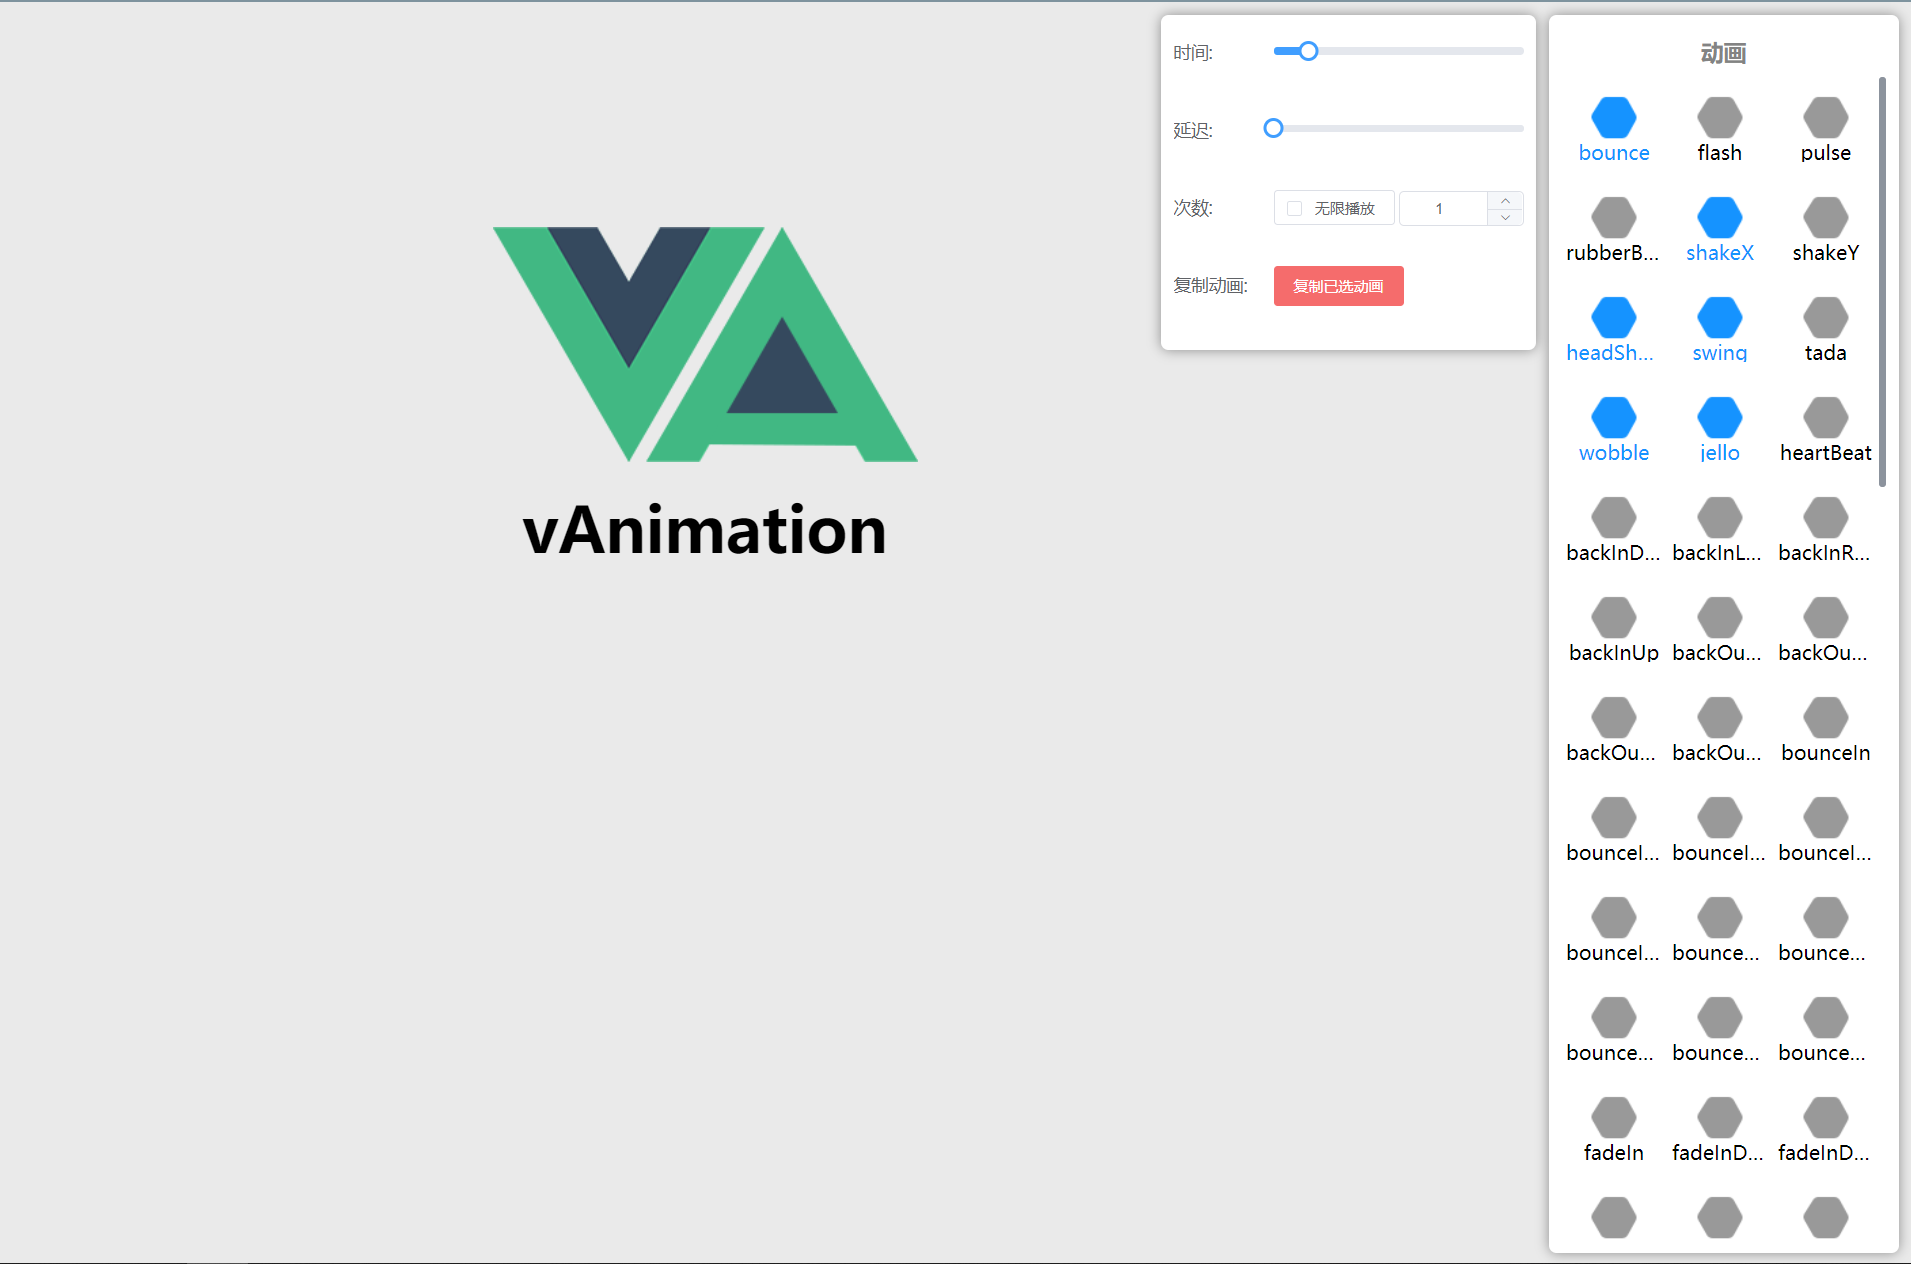 vAnimation
时间:
延迟:
次数:
无限播放
1
复制动画:
复制已选动画
动画
bounce flash pulse
rubberB... shakeX shakeY
headSh... swing tada
wobble jello heartBeat
backInD... backInL... backInR...
backInUp backOu... backOu...
backOu... backOu... bounceIn
bounceI... bounceI... bounceI...
bounceI... bounce... bounce...
bounce... bounce... bounce...
fadeIn fadeInD... fadeInD...